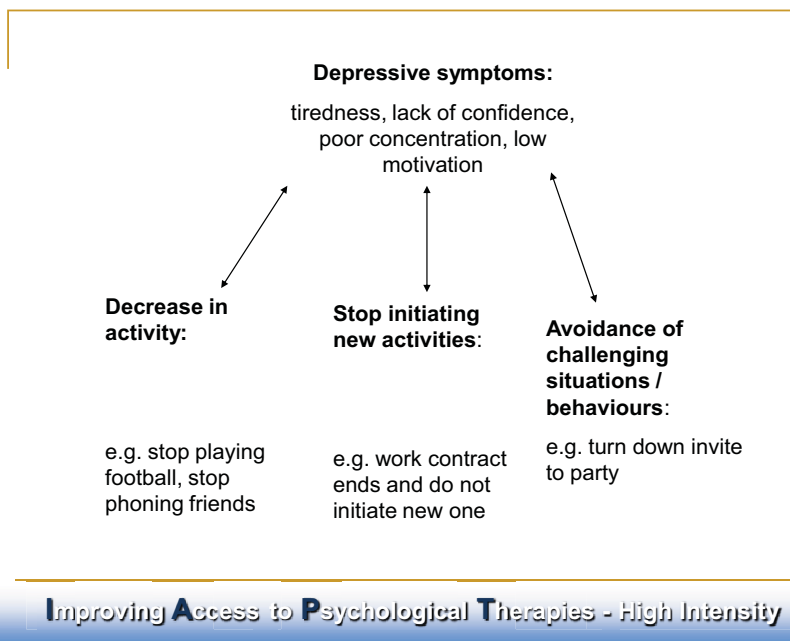 Depressive symptoms:
tiredness, lack of confidence,
poor concentration, low
motivation
Decrease in
activity:
e.g. stop playing
football, stop
phoning friends
Stop initiating
new activities:
e.g. work contract
ends and do not
initiate new one
Avoidance of
challenging
situations /
behaviours:
e.g. turn down invite
to party
Improving Access to Psychological Therapies - High Intensity